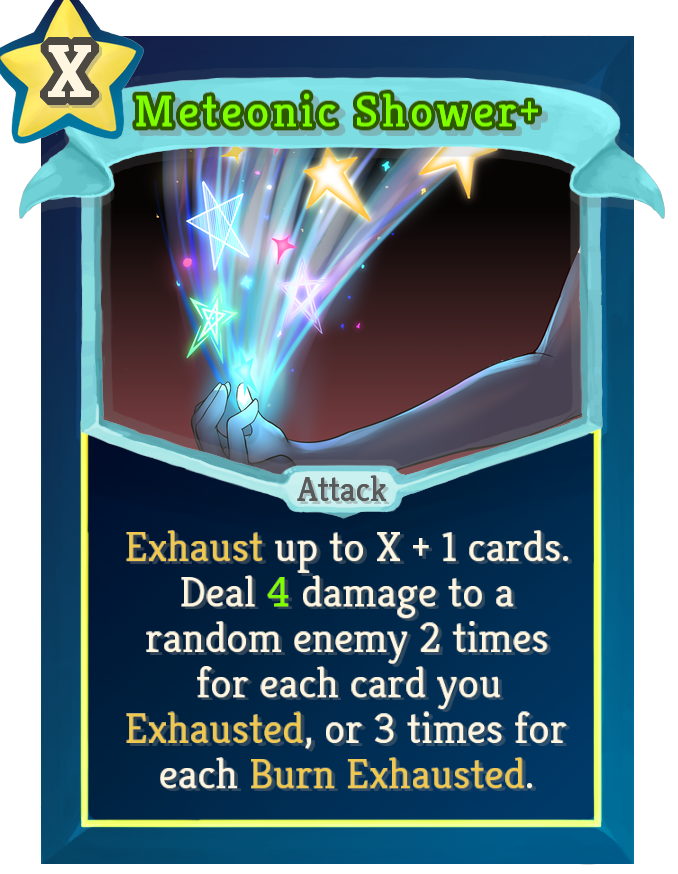 X
Meteonic Shower+
Attack
Exhaust up to X + 1 cards.
Deal 4 damage to a
random enemy 2 times
for each card you
Exhausted, or 3 times for
each Burn Exhausted.